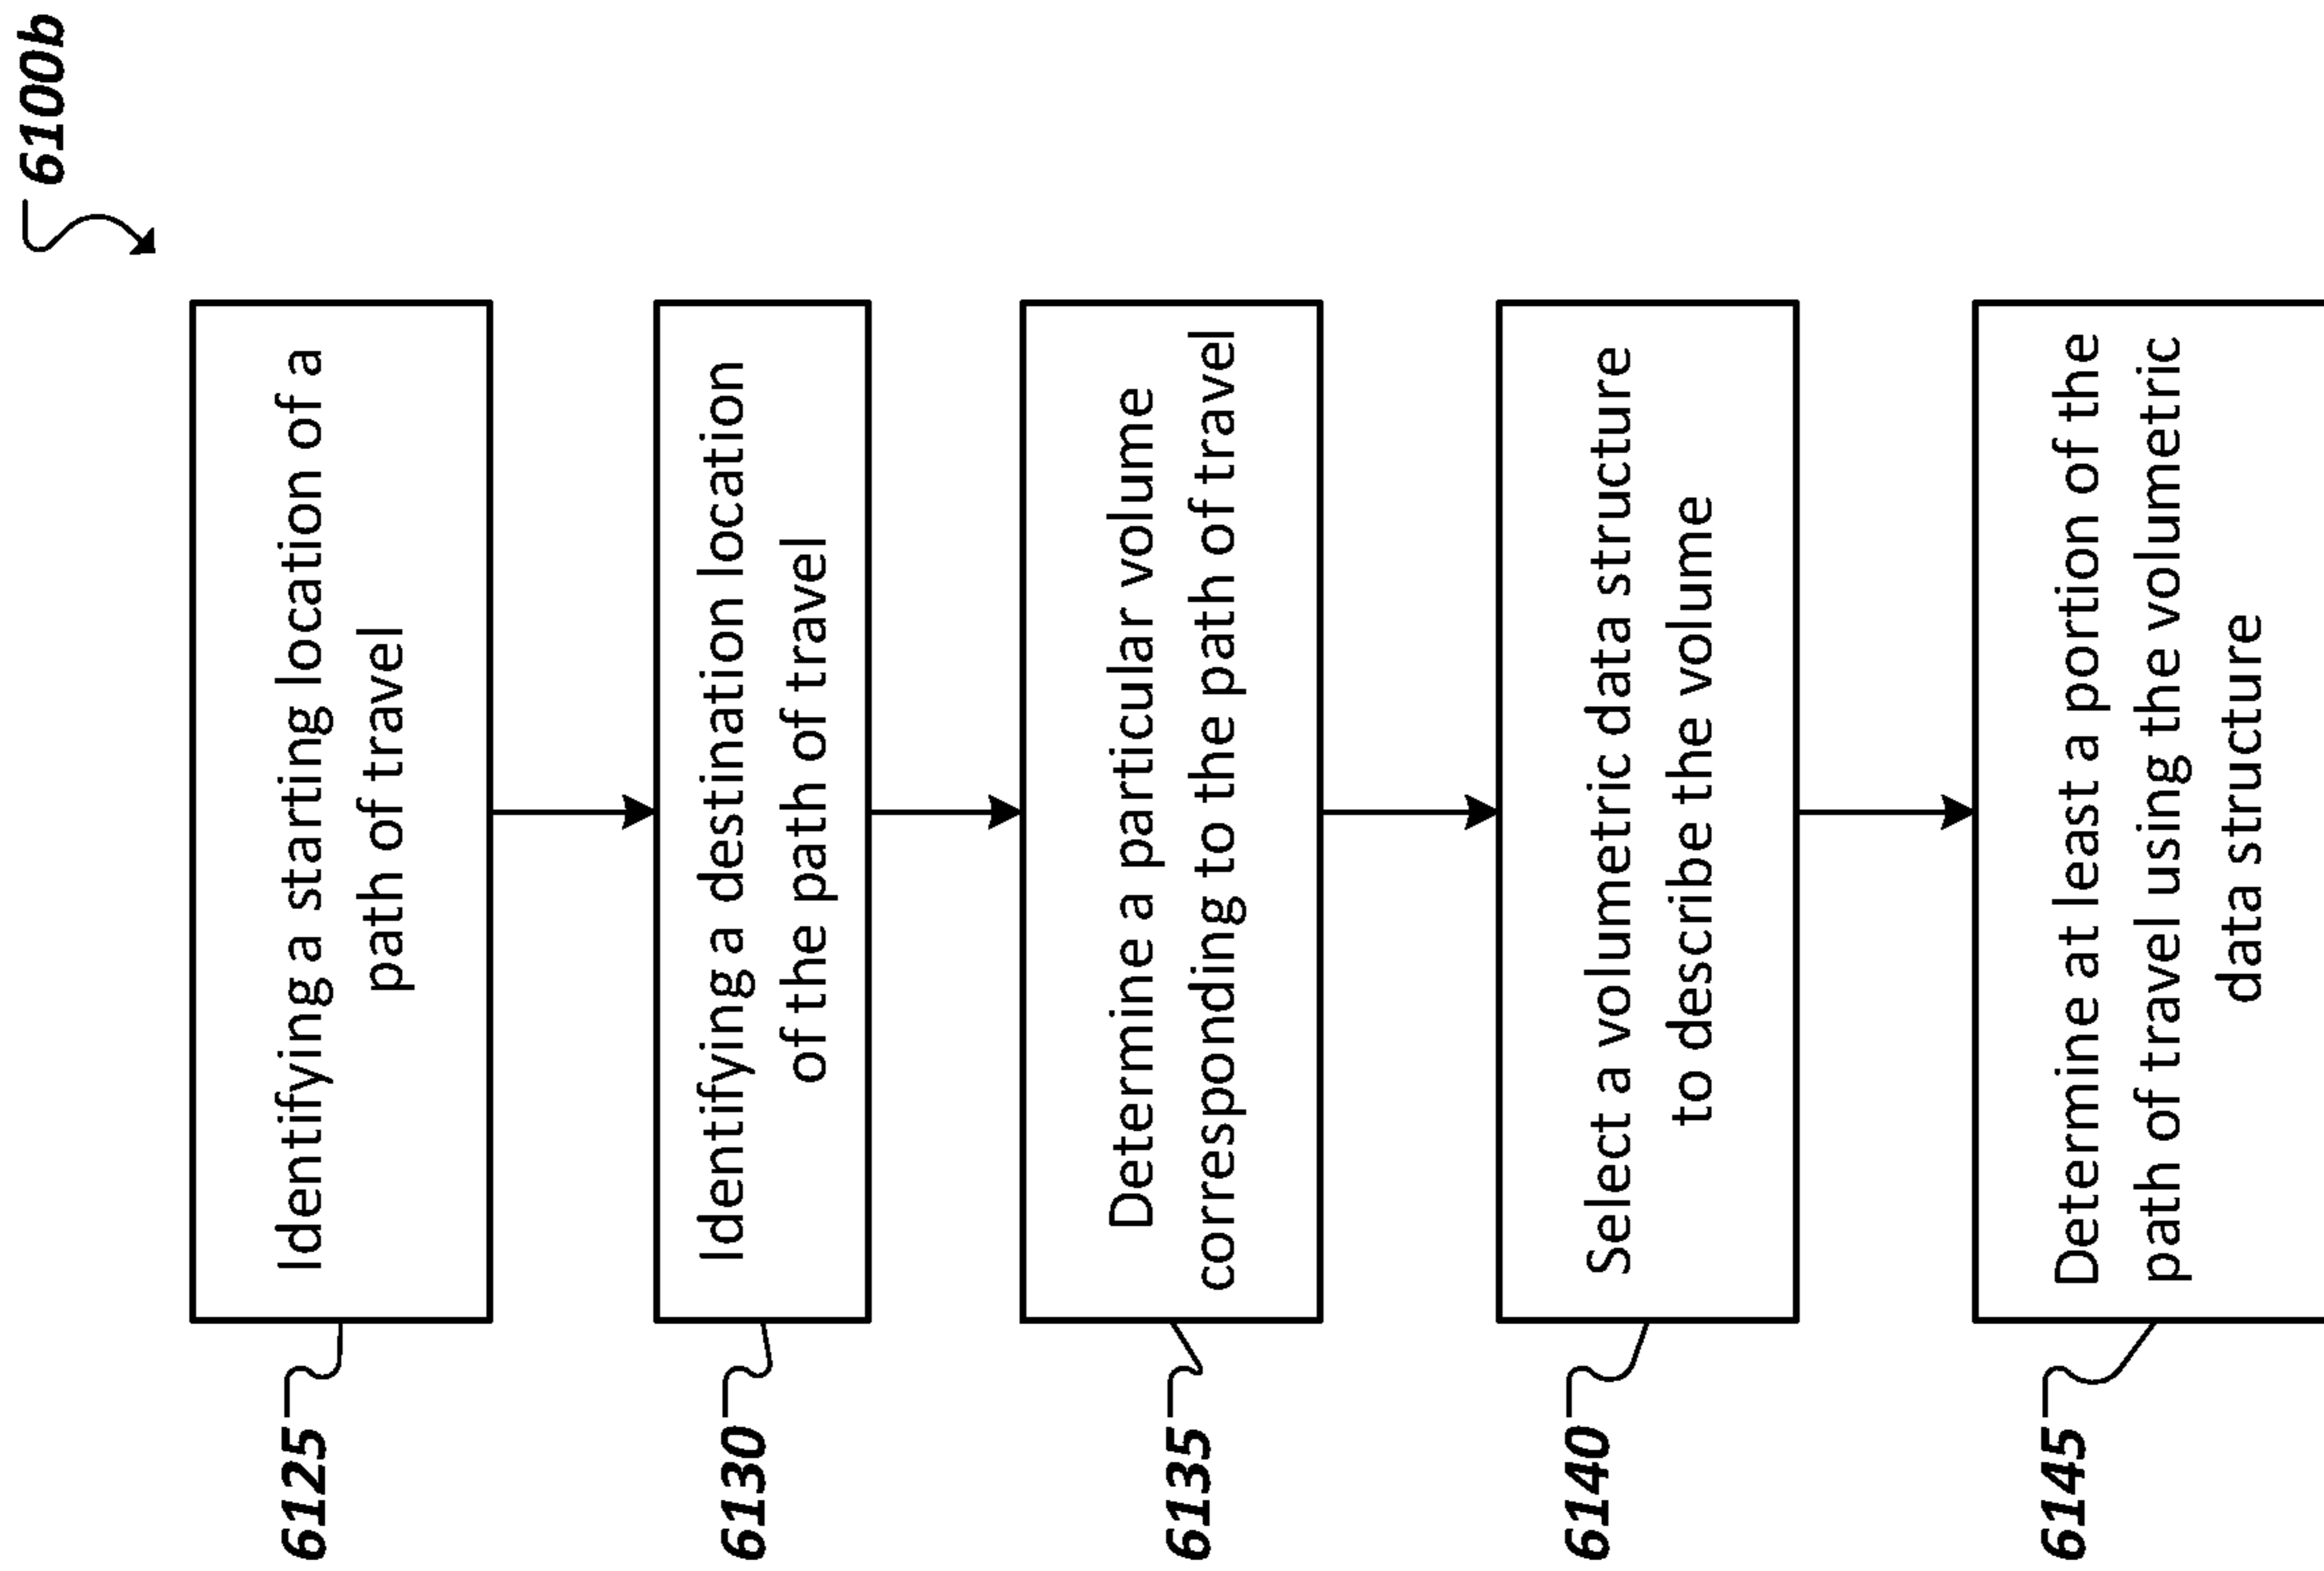 6100b
6125
Identifying a starting location of a
path of travel
6130
Identifying a destination location
of the path of travel
6135
Determine a particular volume
corresponding to the path of travel
6140
Select a volumetric data structure
to describe the volume
6145
Determine at least a portion of the
path of travel using the volumetric
data structure